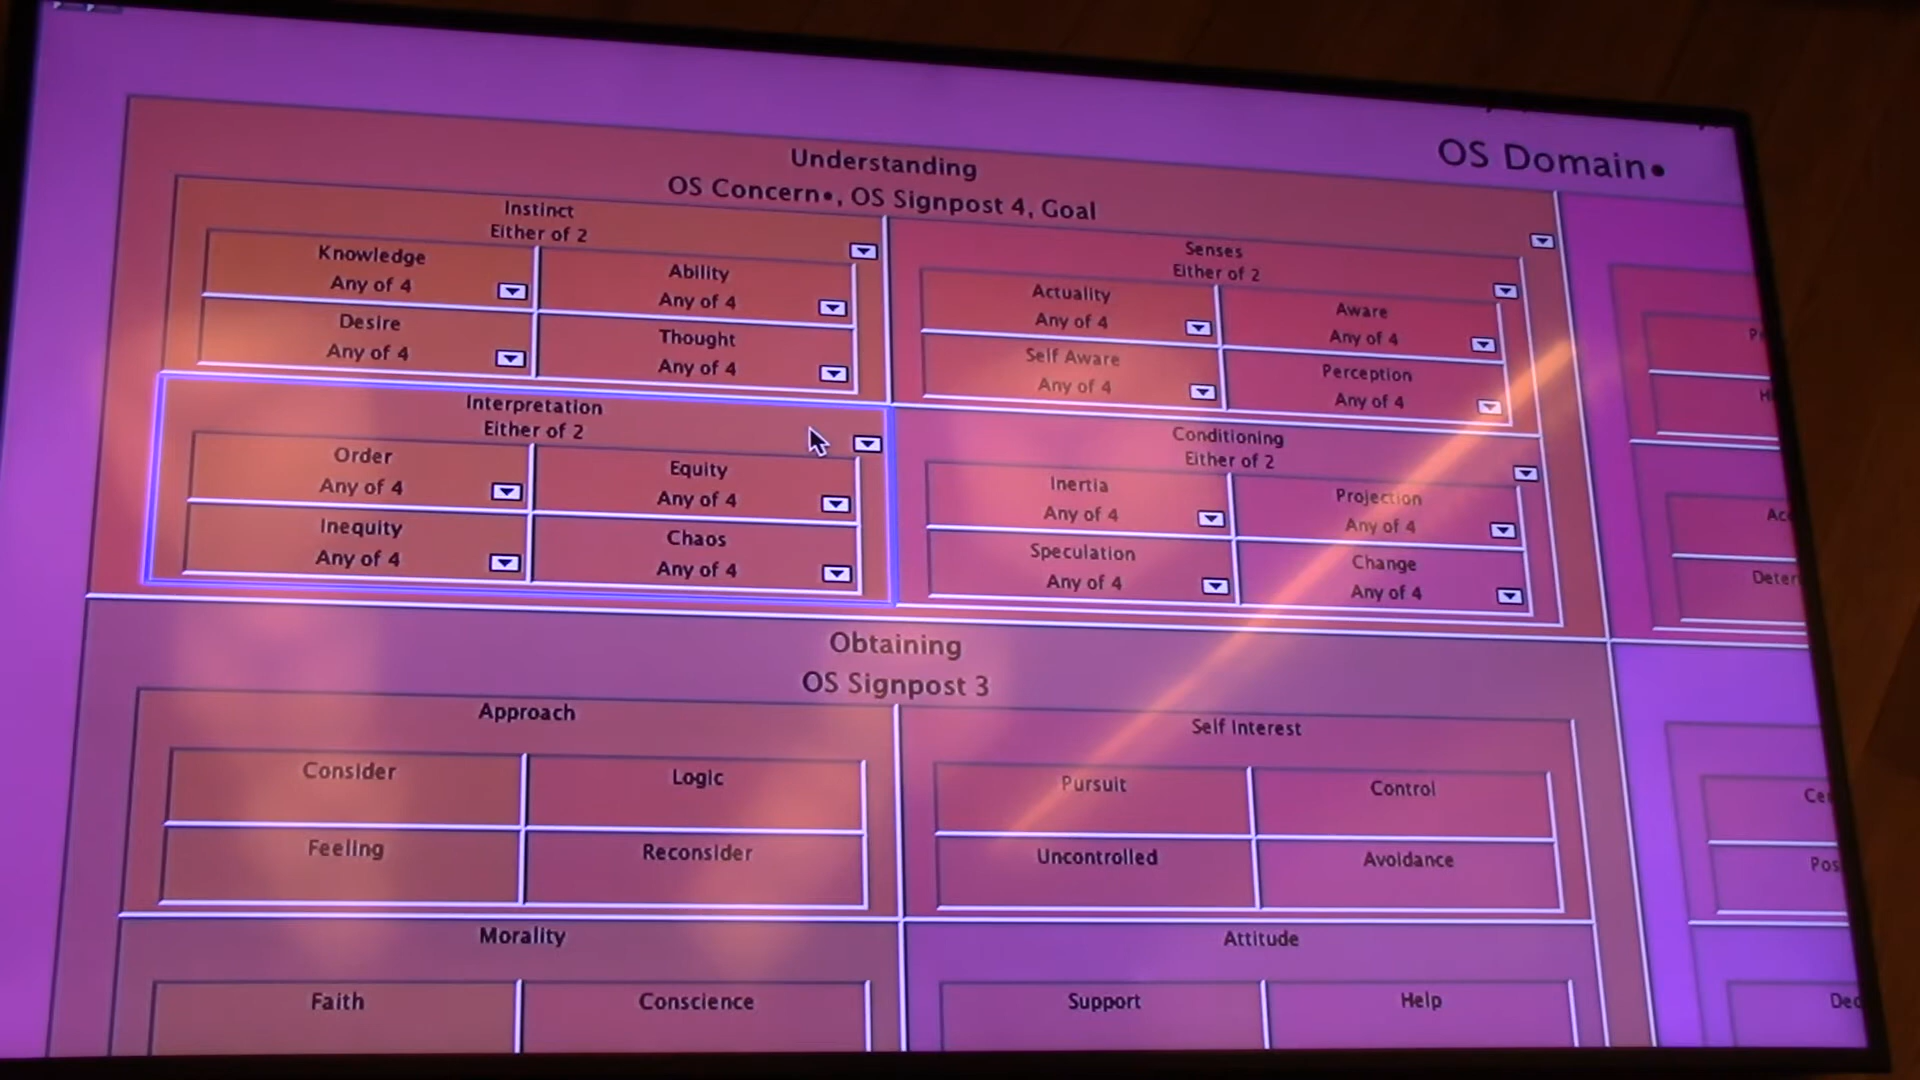 OS Domain•
Understanding
OS Concern•, OS Signpost 4, Goal
Instinct
Either of 2
Knowledge
Any of 4
Ability
Any of 4
Desire
Any of 4
Thought
Any of 4
Senses
Either of 2
Actuality
Any of 4
Aware
Any of 4
Self Aware
Any of 4
Perception
Any of 4
Interpretation
Either of 2
Order
Any of 4
Equity
Any of 4
Inequity
Any of 4
Chaos
Any of 4
Conditioning
Either of 2
Inertia
Any of 4
Projection
Any of 4
Speculation
Any of 4
Change
Any of 4
Obtaining
OS Signpost 3
Approach
Consider
Logic
Feeling
Reconsider
Self Interest
Pursuit
Control
Uncontrolled
Avoidance
Morality
Faith
Conscience
Attitude
Support
Help